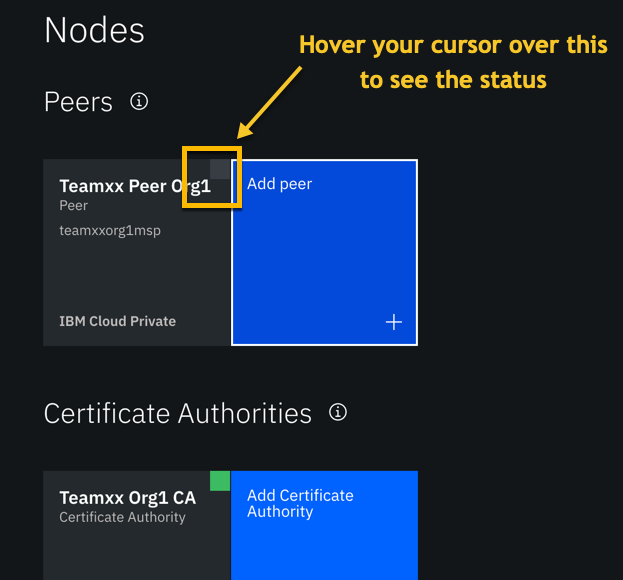 Nodes
Hover your cursor over this
to see the status
Peers
Teamxx Peer Org1
Peer
teamxxorg1msp
IBM Cloud Private
Add peer
Certificate Authorities
Teamxx Org1 CA
Certificate Authority
Add Certificate
Authority